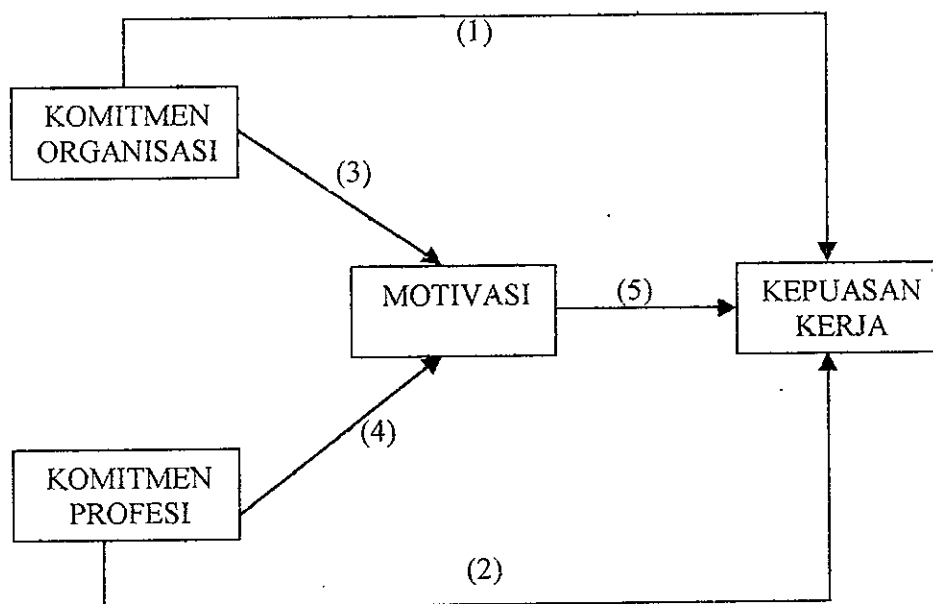 (1)
KOMITMEN
ORGANISASI
(3)
MOTIVASI
(5)
KEPUASAN
KERJA
(4)
KOMITMEN
PROFESI
(2)